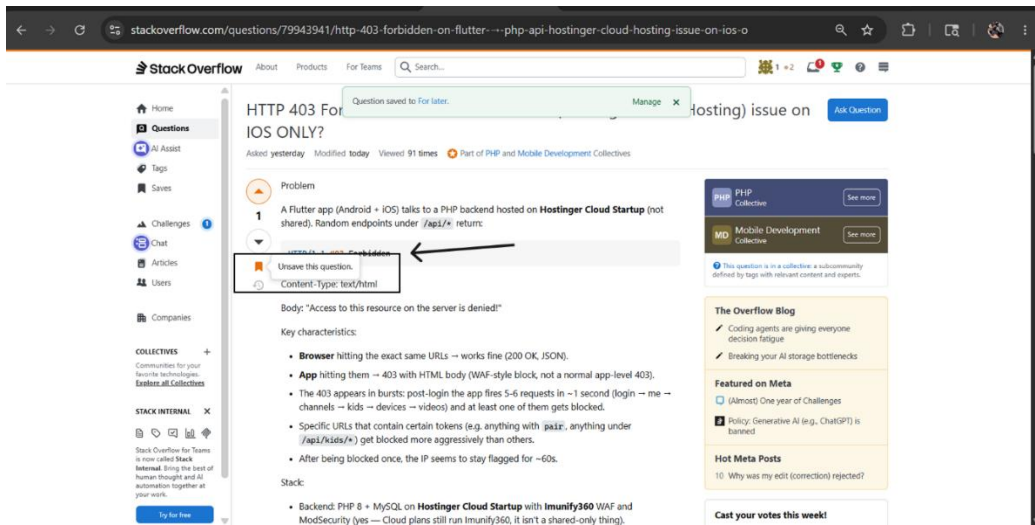 stackoverflow.com/questions/79943941/http-403-forbidden-on-flutter-→-php-api-hostinger-cloud-hosting-issue-on-ios-o
Stack Overflow About Products For Teams Search... 1 +2
Home
Questions
AI Assist
Tags
Saves
Challenges 1
Chat
Articles
Users
Companies
COLLECTIVES +
Communities for your
favorite technologies.
Explore all Collectives
STACK INTERNAL X
Stack Overflow for Teams
is now called Stack
Internal. Bring the best of
human thought and AI
automation together at
your work.
Try for free
Question saved to For later. Manage ×
HTTP 403 For Hosting) issue on
IOS ONLY?
Ask Question
Asked yesterday Modified today Viewed 91 times Part of PHP and Mobile Development Collectives
1
Unsave this question.
Problem
A Flutter app (Android + iOS) talks to a PHP backend hosted on Hostinger Cloud Startup (not
shared). Random endpoints under /api/* return:
HTTP/1.1 403 Forbidden
Content-Type: text/html
Body: "Access to this resource on the server is denied!"
Key characteristics:
• Browser hitting the exact same URLs → works fine (200 OK, JSON).
• App hitting them → 403 with HTML body (WAF-style block, not a normal app-level 403).
• The 403 appears in bursts: post-login the app fires 5-6 requests in ~1 second (login → me →
channels → kids → devices → videos) and at least one of them gets blocked.
• Specific URLs that contain certain tokens (e.g. anything with pair, anything under
/api/kids/*) get blocked more aggressively than others.
• After being blocked once, the IP seems to stay flagged for ~60s.
Stack:
• Backend: PHP 8 + MySQL on Hostinger Cloud Startup with Imunify360 WAF and
ModSecurity (yes — Cloud plans still run Imunify360, it isn't a shared-only thing).
PHP PHP
Collective
See more
MD Mobile Development
Collective
See more
This question is in a collective: a subcommunity
defined by tags with relevant content and experts.
The Overflow Blog
Coding agents are giving everyone
decision fatigue
Breaking your AI storage bottlenecks
Featured on Meta
(Almost) One year of Challenges
Policy: Generative AI (e.g., ChatGPT) is
banned
Hot Meta Posts
10 Why was my edit (correction) rejected?
Cast your votes this week!